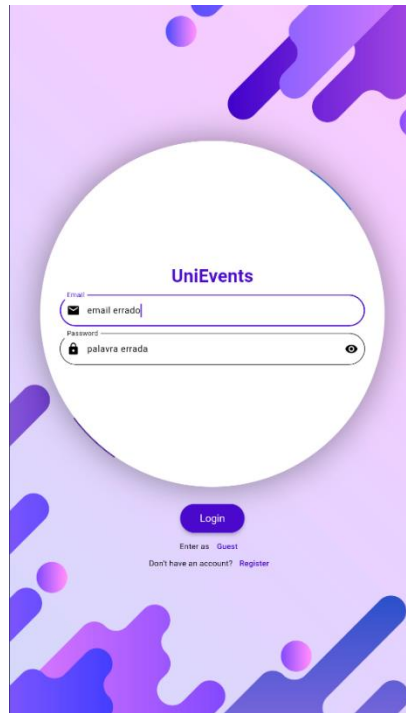 UniEvents
Email
email errado
Password
palavra errada
Login
Enter as Guest
Don't have an account? Register